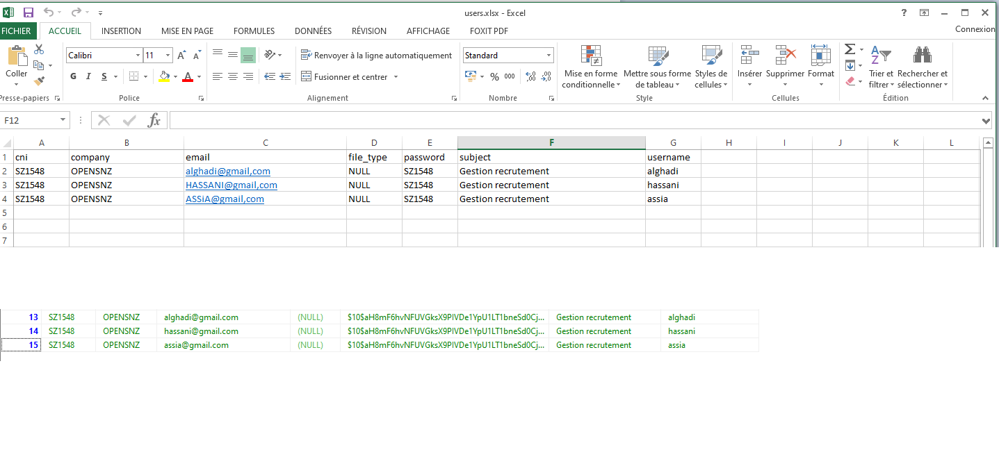 users.xlsx - Excel
?
FICHIER ACCUEIL INSERTION MISE EN PAGE FORMULES DONNÉES RÉVISION AFFICHAGE FOXIT PDF Connexion
Coller
Calibri 11 A A
G I S A
Renvoyer à la ligne automatiquement
Fusionner et centrer
Standard
% 000 ,00 ,00
Mise en forme conditionnelle
Mettre sous forme de tableau
Styles de cellules
Insérer Supprimer Format
Trier et filtrer
Rechercher et sélectionner
Presse-papiers Police Alignement Nombre Style Cellules Édition
F12 fx
A B C D E F G H I J K L
1 cni company email file_type password subject username
2 SZ1548 OPENSNZ alghadi@gmail,com NULL SZ1548 Gestion recrutement alghadi
3 SZ1548 OPENSNZ HASSANI@gmail,com NULL SZ1548 Gestion recrutement hassani
4 SZ1548 OPENSNZ ASSiA@gmail,com NULL SZ1548 Gestion recrutement assia
5
6
7
13 SZ1548 OPENSNZ alghadi@gmail.com (NULL) $10$aH8mF6hvNFUVGksX9PIVDe1YpU1LT1bneSd0Cj... Gestion recrutement alghadi
14 SZ1548 OPENSNZ hassani@gmail.com (NULL) $10$aH8mF6hvNFUVGksX9PIVDe1YpU1LT1bneSd0Cj... Gestion recrutement hassani
15 SZ1548 OPENSNZ assia@gmail.com (NULL) $10$aH8mF6hvNFUVGksX9PIVDe1YpU1LT1bneSd0Cj... Gestion recrutement assia